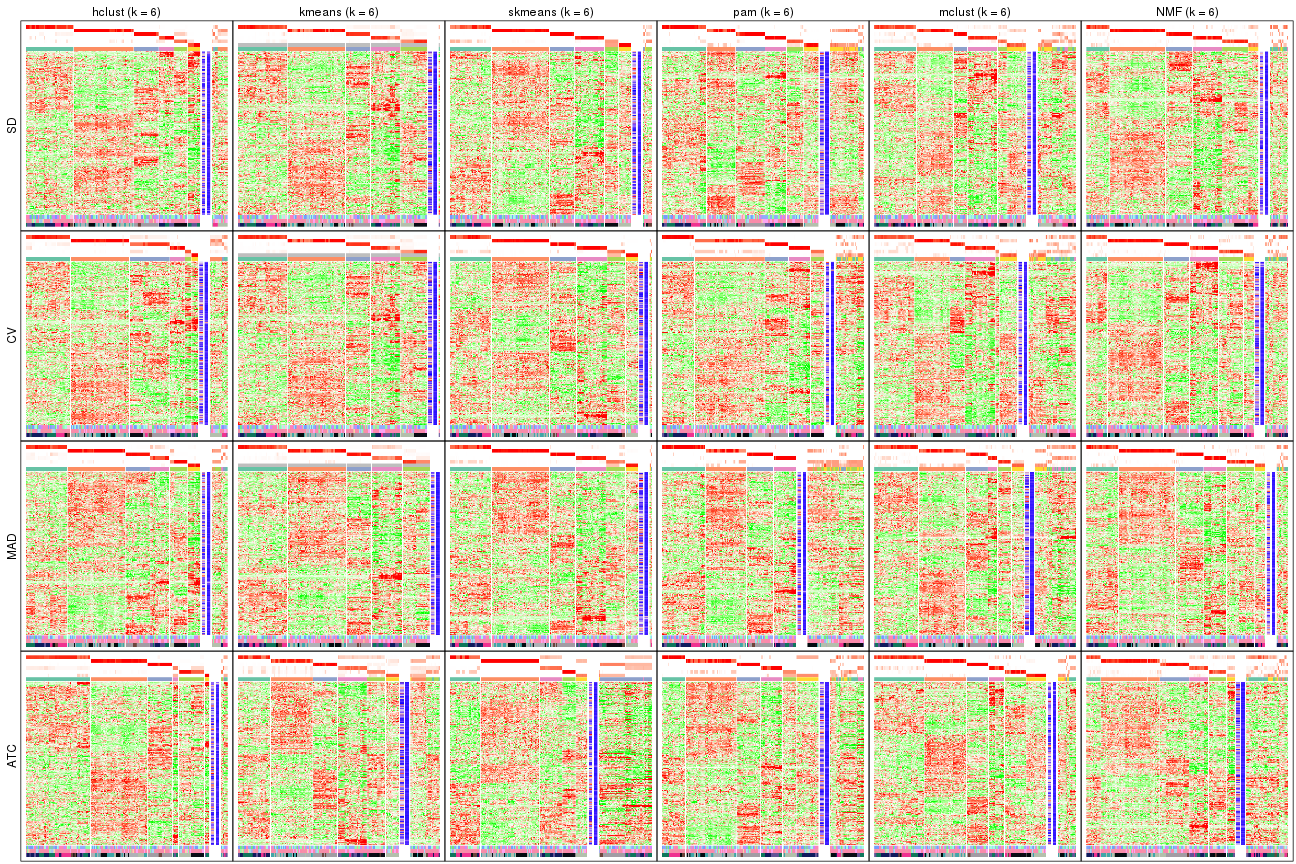 hclust (k = 6)
kmeans (k = 6)
skmeans (k = 6)
pam (k = 6)
mclust (k = 6)
NMF (k = 6)
SD
CV
MAD
ATC